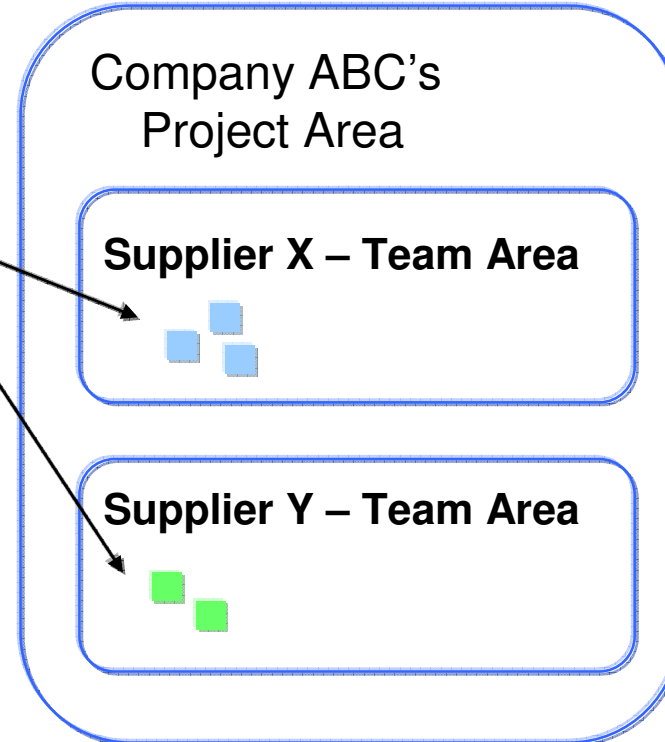 Company ABC’s
Project Area
Supplier X – Team Area
Supplier Y – Team Area